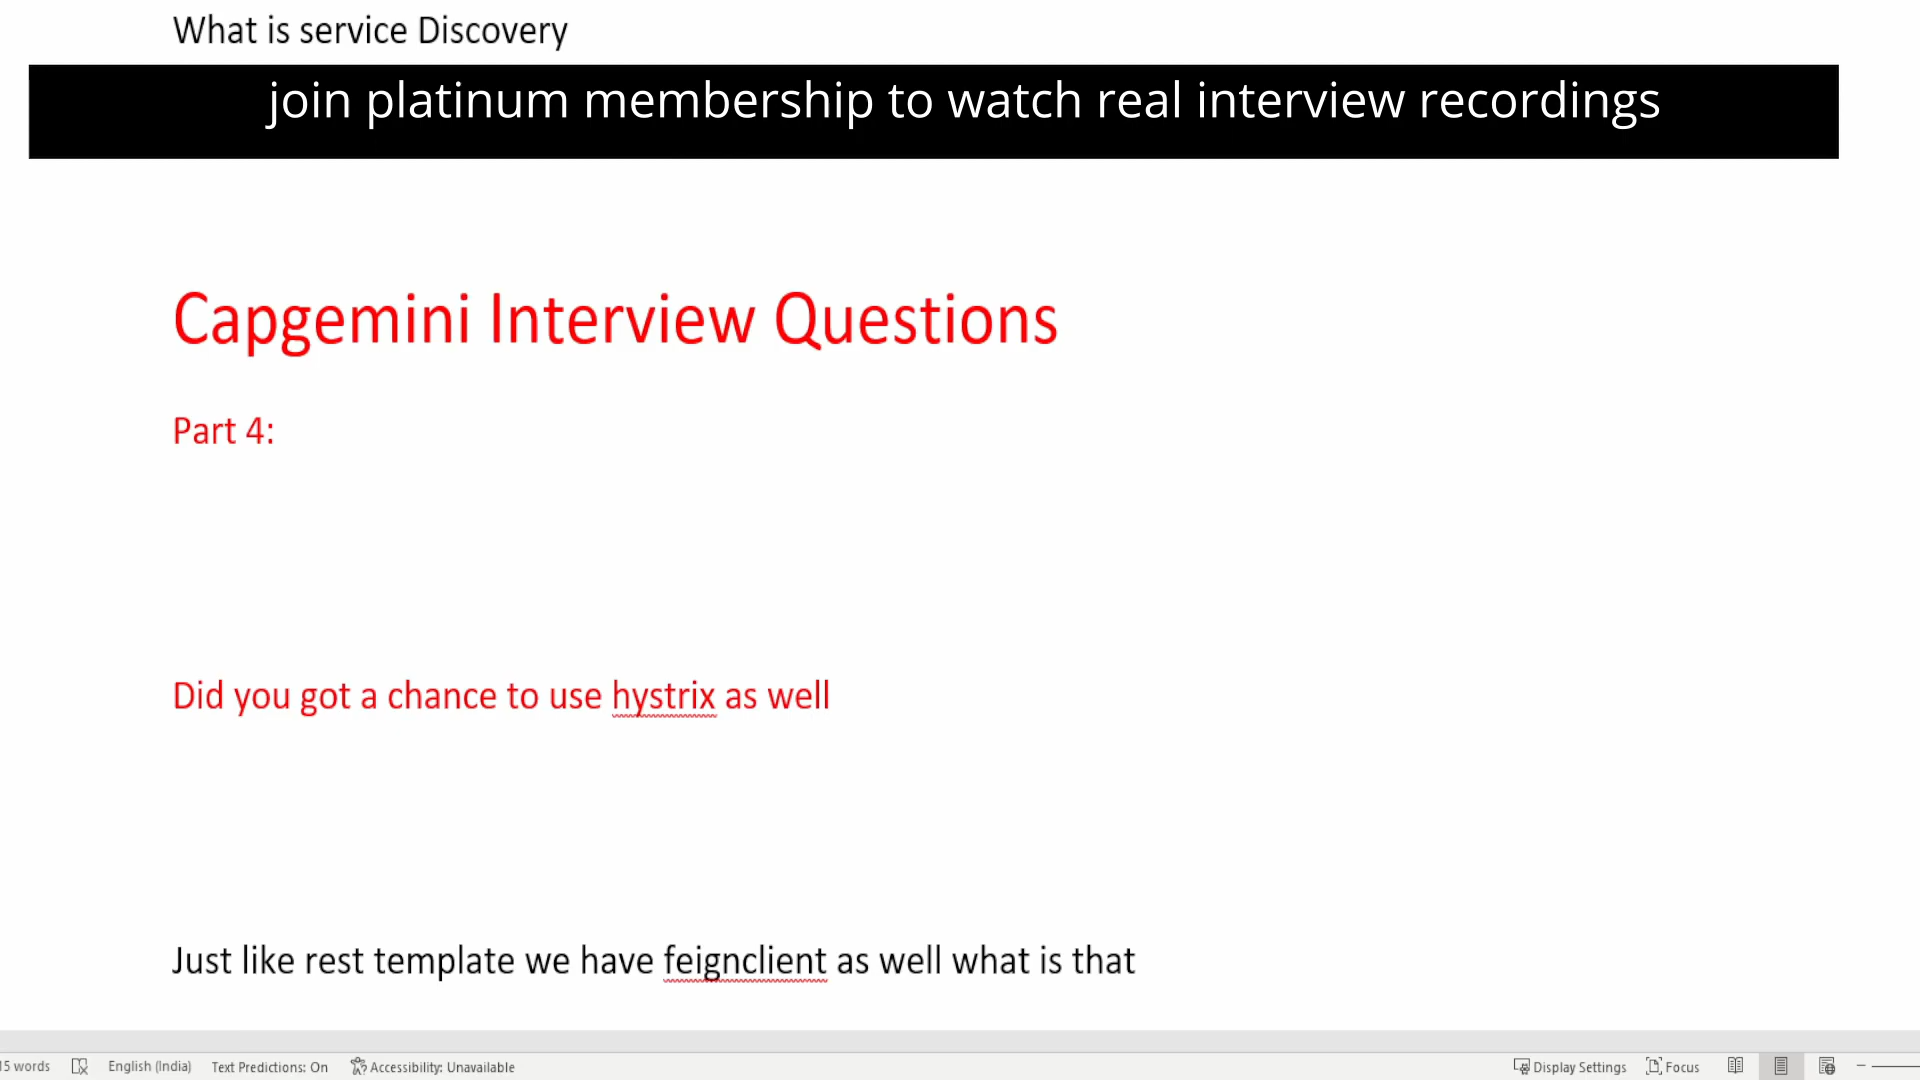 What is service Discovery
join platinum membership to watch real interview recordings
Capgemini Interview Questions
Part 4:
Did you got a chance to use hystrix as well
Just like rest template we have feignclient as well what is that
15 words English (India) Text Predictions: On Accessibility: Unavailable Display Settings Focus